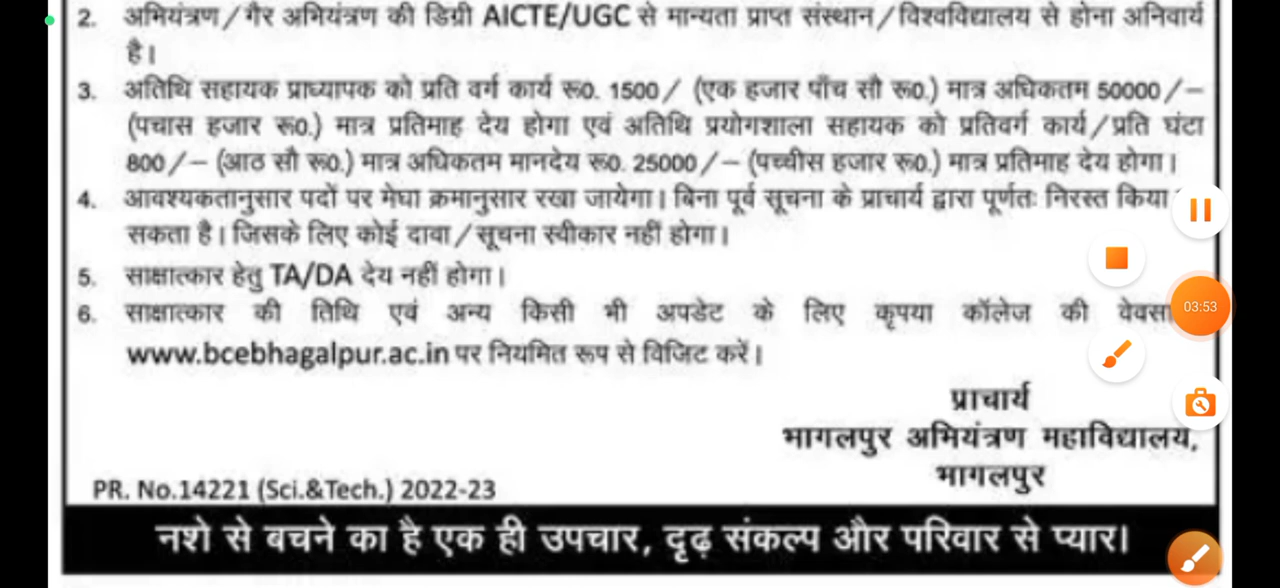 2. अभियंत्रण/गैर अभियंत्रण की डिग्री AICTE/UGC से मान्यता प्राप्त संस्थान/विश्वविद्यालय से होना अनिवार्य
है।
3. अतिथि सहायक प्राध्यापक को प्रति वर्ग कार्य रू0. 1500/ (एक हजार पाँच सौ रू0.) मात्र अधिकतम 50000/–
(पचास हजार रू0.) मात्र प्रतिमाह देय होगा एवं अतिथि प्रयोगशाला सहायक को प्रतिवर्ग कार्य/प्रति घंटा
800/– (आठ सौ रू0.) मात्र अधिकतम मानदेय रू0. 25000/– (पच्चीस हजार रू0.) मात्र प्रतिमाह देय होगा।
4. आवश्यकतानुसार पदों पर मेघा क्रमानुसार रखा जायेगा। बिना पूर्व सूचना के प्राचार्य द्वारा पूर्णतः निरस्त किया
सकता है। जिसके लिए कोई दावा/सूचना स्वीकार नहीं होगा।
5. साक्षात्कार हेतु TA/DA देय नहीं होगा।
6. साक्षात्कार की तिथि एवं अन्य किसी भी अपडेट के लिए कृपया कॉलेज की वेवसा
03:53
www.bcebhagalpur.ac.in पर नियमित रूप से विजिट करें।
प्राचार्य
भागलपुर अभियंत्रण महाविद्यालय,
भागलपुर
PR. No.14221 (Sci.&Tech.) 2022-23
नशे से बचने का है एक ही उपचार, दृढ़ संकल्प और परिवार से प्यार।